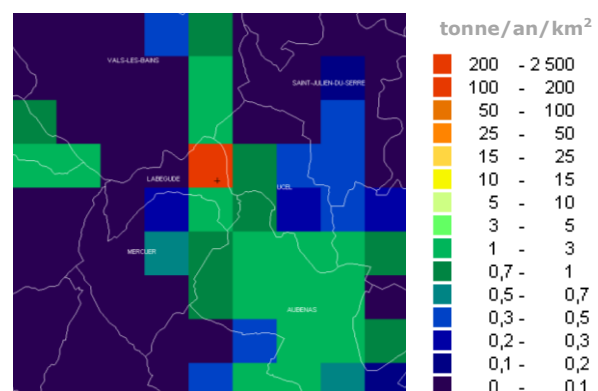 tonne/an/km²
VALS-LES-BAINS
SAINT-JULIEN-DU-SERRE
LABEGUDE
UCEL
MERCUER
AUBENAS
200 - 2 500
100 - 200
50 - 100
25 - 50
15 - 25
10 - 15
5 - 10
3 - 5
1 - 3
0,7 - 1
0,5 - 0,7
0,3 - 0,5
0,2 - 0,3
0,1 - 0,2
0 - 0,1